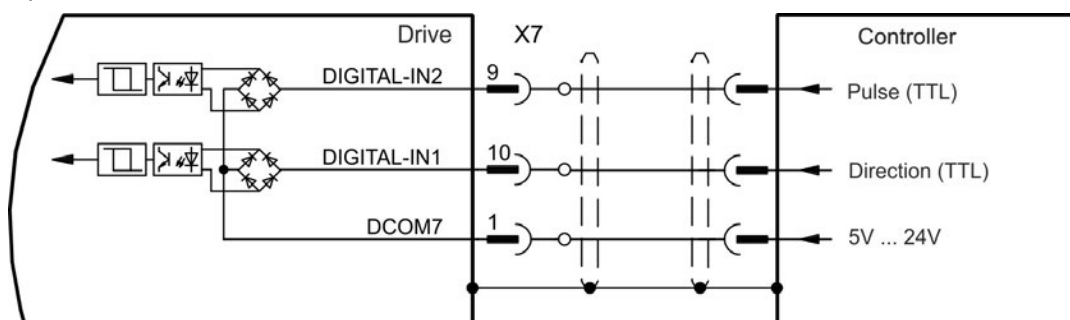 Drive X7 Controller
DIGITAL-IN2 9 Pulse (TTL)
DIGITAL-IN1 10 Direction (TTL)
DCOM7 1 5V ... 24V